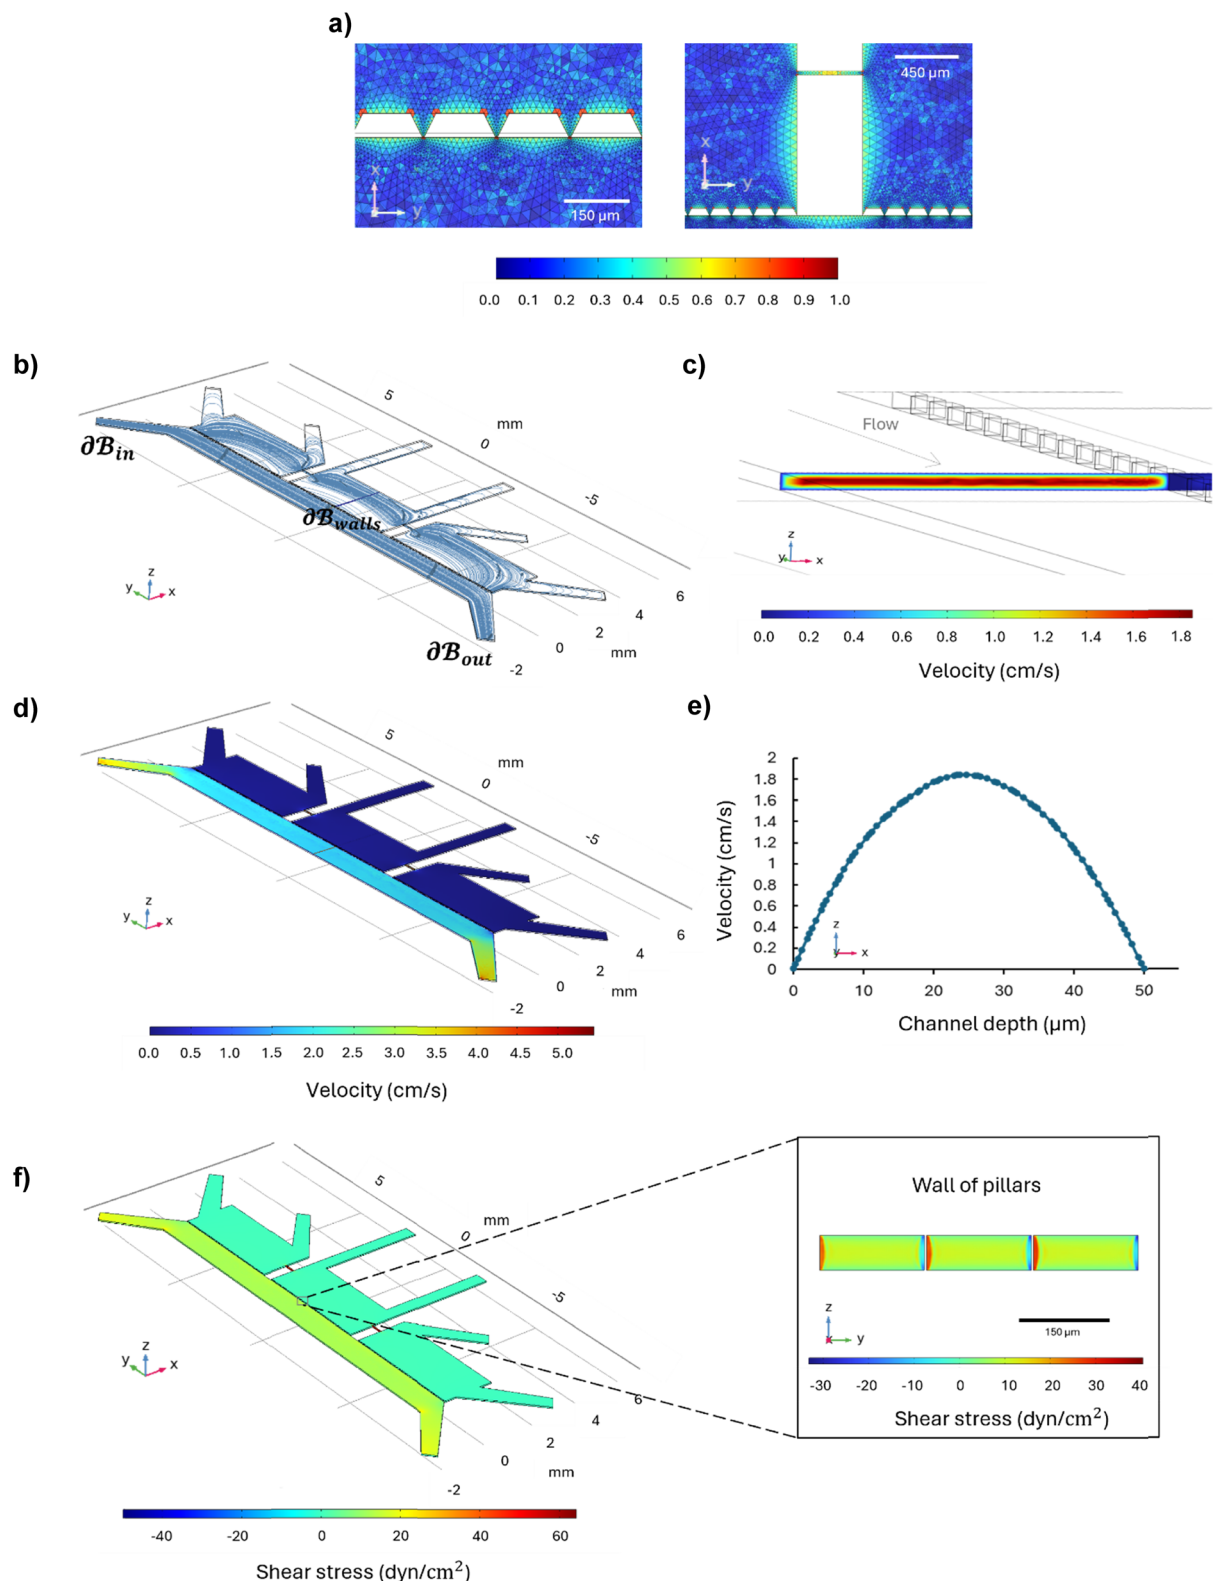 a)
450 µm
x
y
150 µm
x
y
0.0 0.1 0.2 0.3 0.4 0.5 0.6 0.7 0.8 0.9 1.0
b)
5
mm
0
-5
∂𝓑in
∂𝓑walls
∂𝓑out
z
y
x
6
4
2
0
mm
-2
c)
Flow
z
y
x
0.0 0.2 0.4 0.6 0.8 1.0 1.2 1.4 1.6 1.8
Velocity (cm/s)
d)
5
mm
0
-5
z
y
x
6
4
2
0
mm
-2
0.0 0.5 1.0 1.5 2.0 2.5 3.0 3.5 4.0 4.5 5.0
Velocity (cm/s)
e)
2
1.8
1.6
1.4
1.2
1
0.8
0.6
0.4
0.2
0
Velocity (cm/s)
z
y
x
0 10 20 30 40 50
Channel depth (µm)
f)
5
mm
0
-5
z
y
x
6
4
2
0
mm
-2
-40 -20 0 20 40 60
Shear stress (dyn/cm²)
Wall of pillars
z
x
y
150 µm
-30 -20 -10 0 10 20 30 40
Shear stress (dyn/cm²)